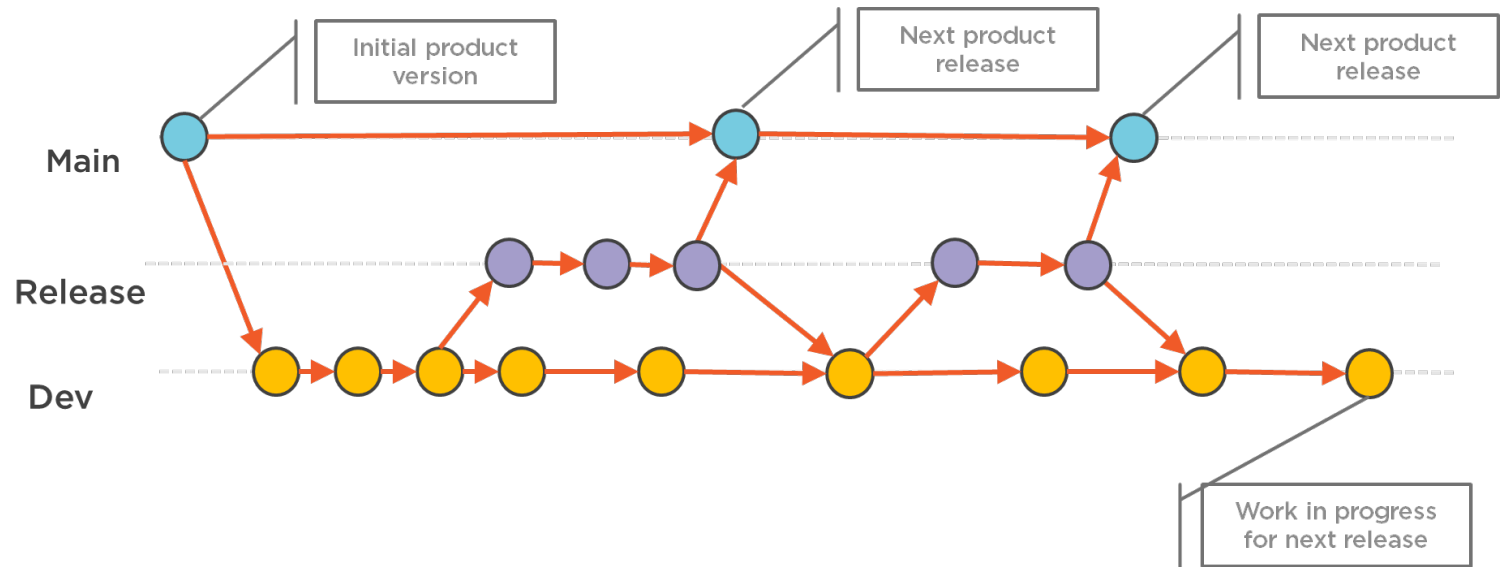 Initial product
version
Next product
release
Next product
release
Main
Release
Dev
Work in progress
for next release